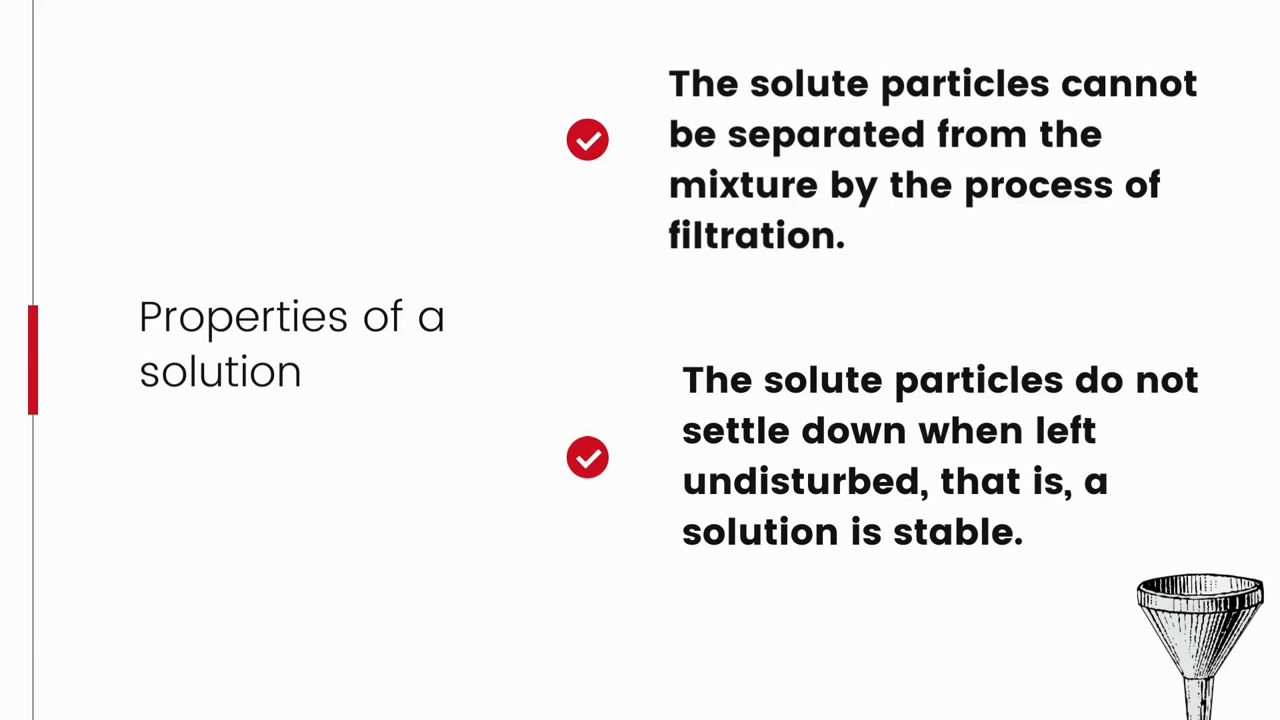 Properties of a
solution
The solute particles cannot
be separated from the
mixture by the process of
filtration.
The solute particles do not
settle down when left
undisturbed, that is, a
solution is stable.